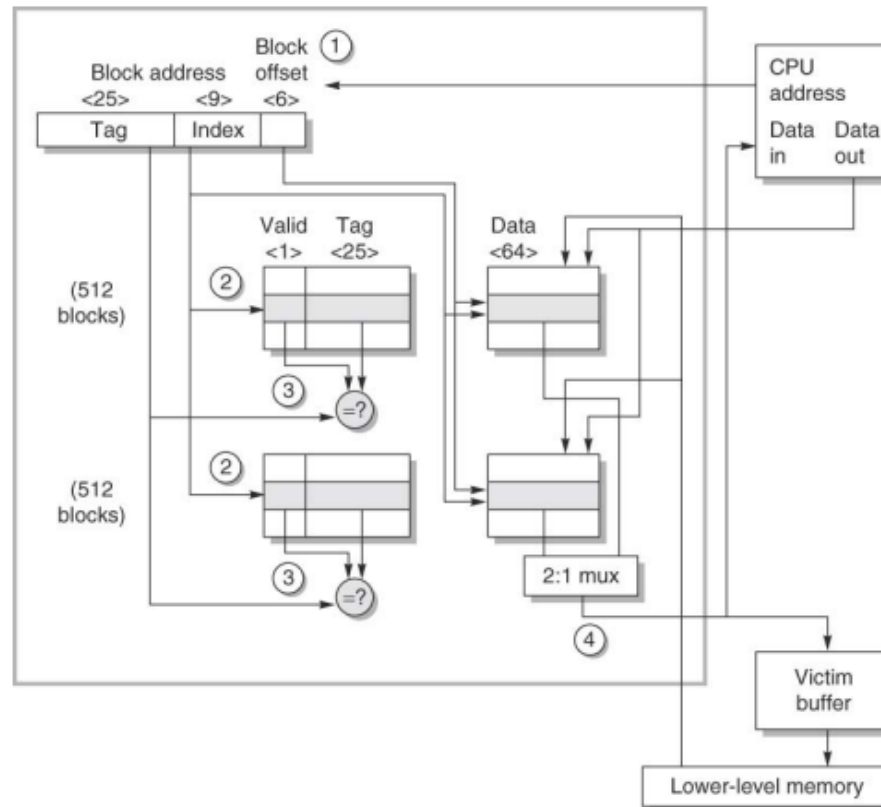 Block
offset
1
Block address
<25>
<9>
<6>
Tag
Index
CPU
address
Data
in
Data
out
Valid
<1>
Tag
<25>
Data
<64>
(512
blocks)
2
3
=?
(512
blocks)
2
3
=?
2:1 mux
4
Victim
buffer
Lower-level memory